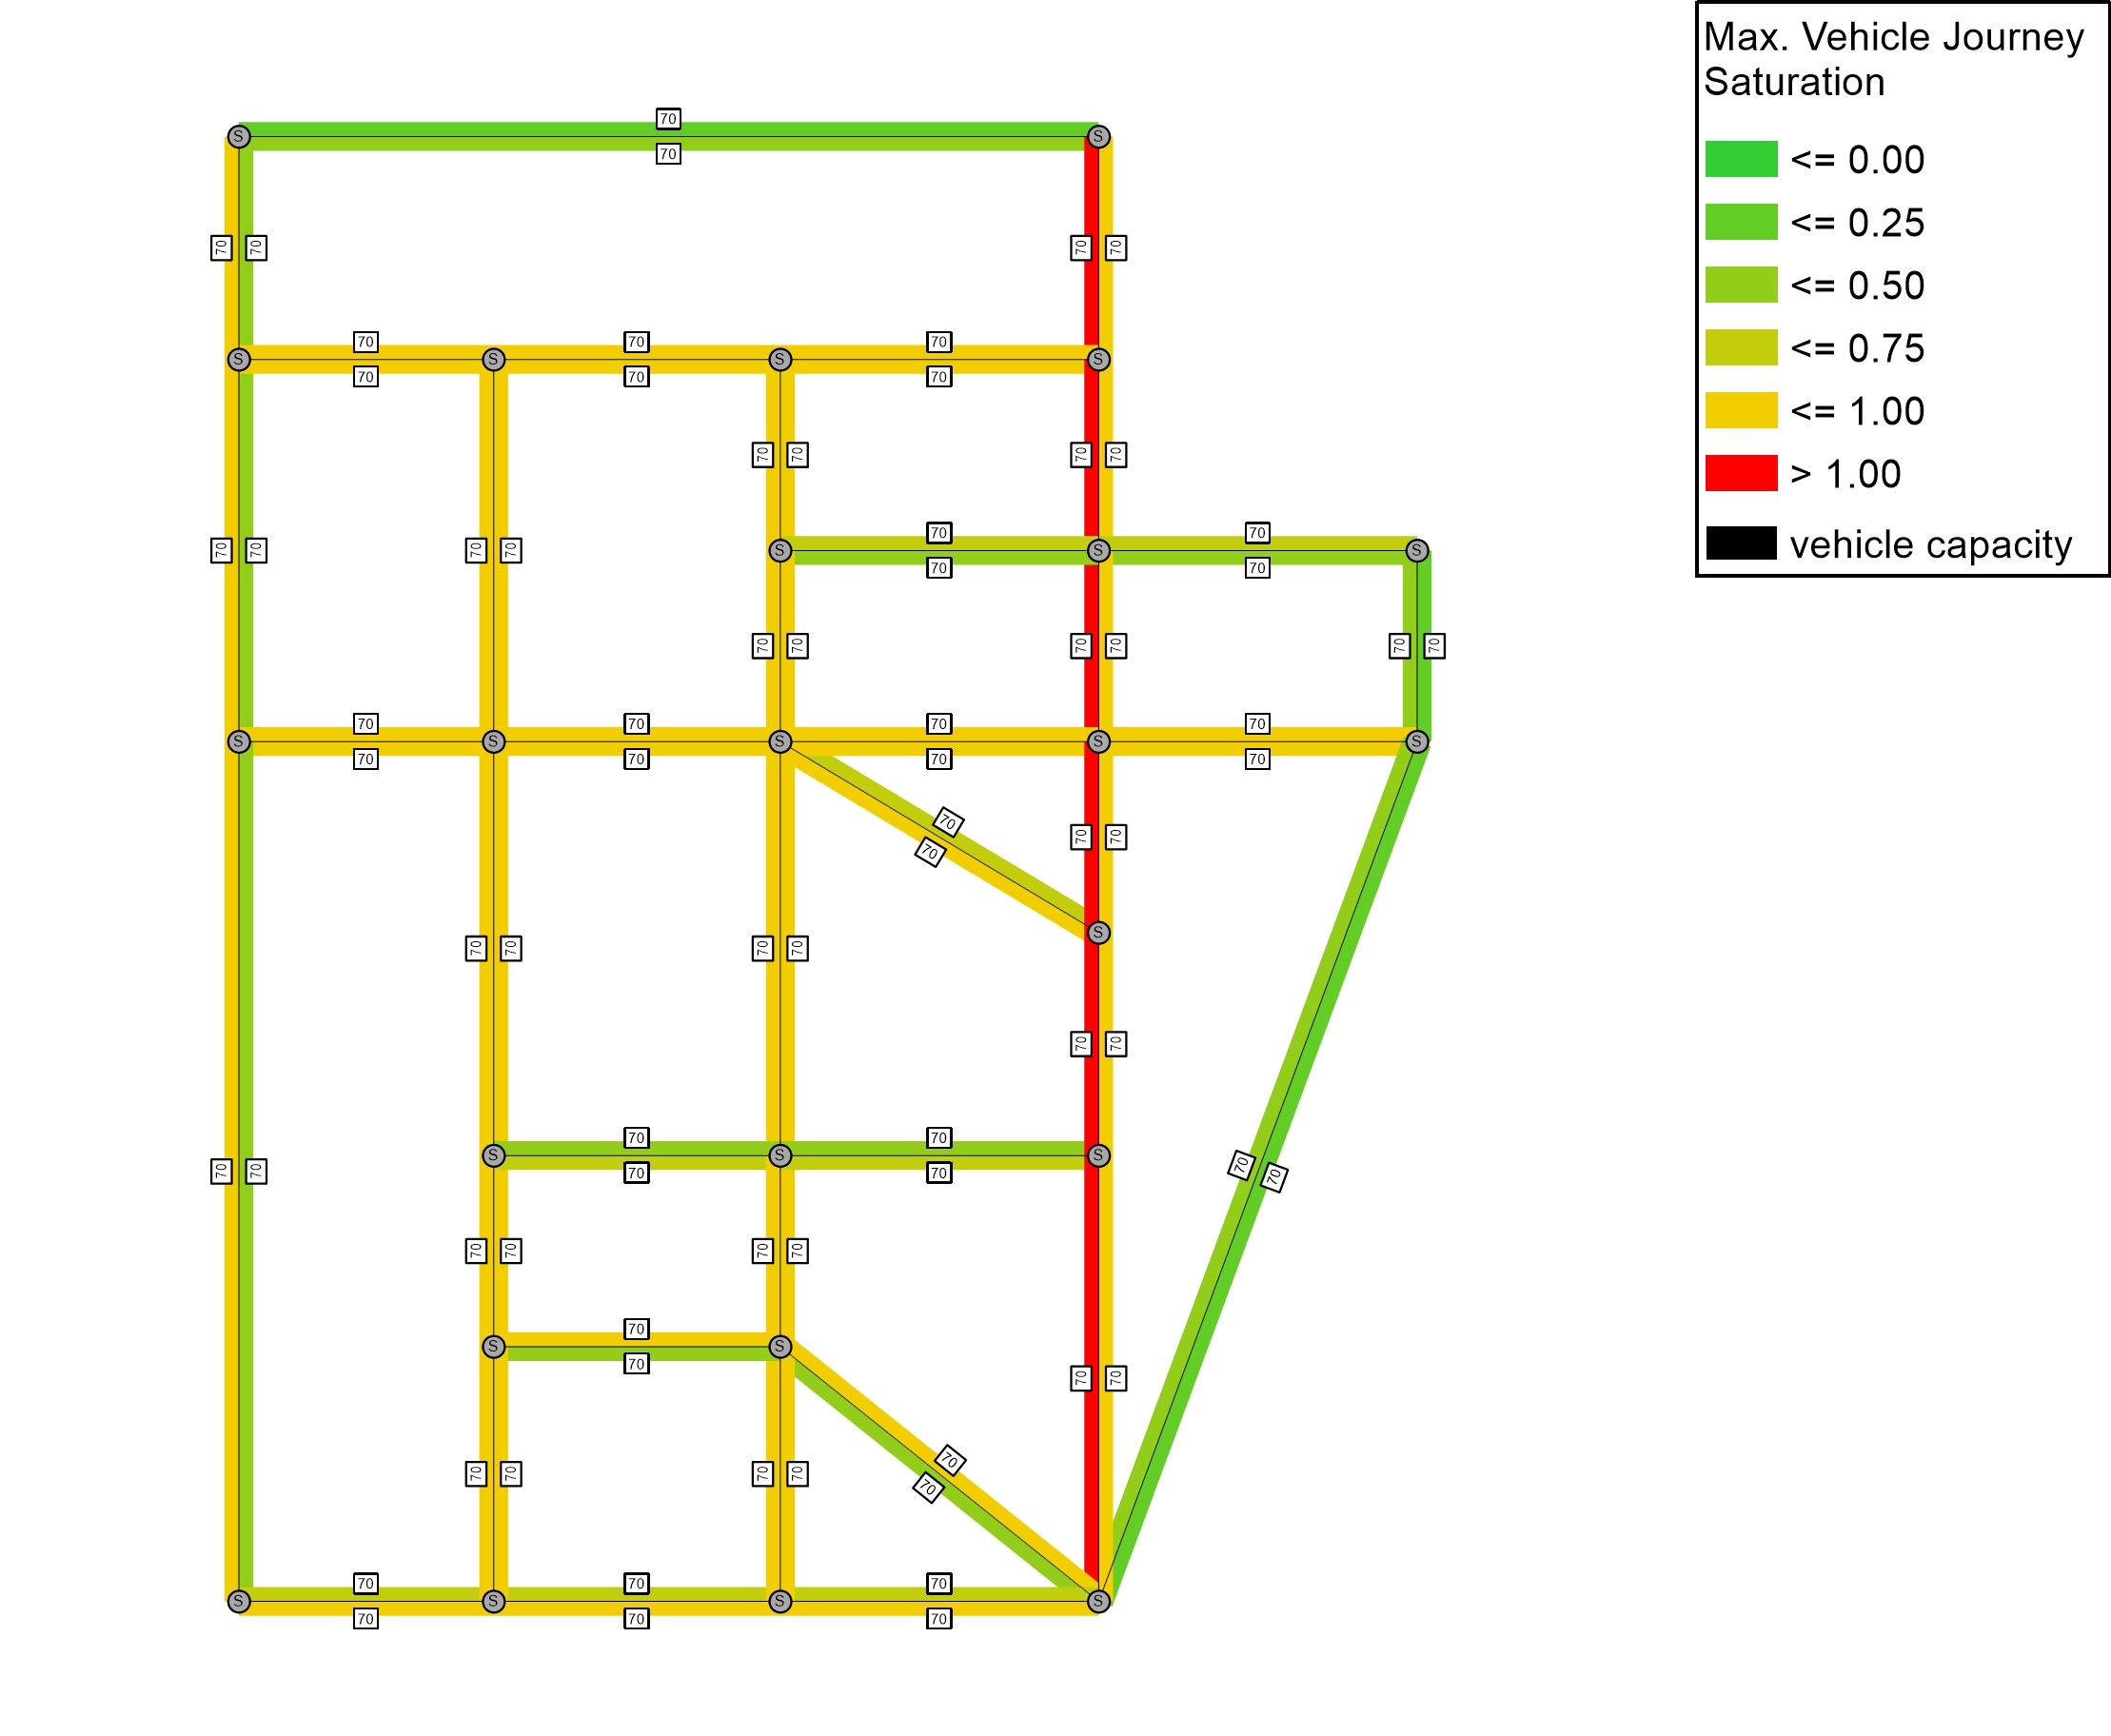 Max. Vehicle Journey
Saturation
<= 0.00
<= 0.25
<= 0.50
<= 0.75
<= 1.00
> 1.00
vehicle capacity
70
S S
70
70 70 70 70
70 70 70
S S S S
70 70 70
70 70 70 70
70 70
70 70 70 70 S S S
70 70
70 70 70 70 70 70
70 70 70 70
S S S S S
70 70 70 70
70
70 70
70
S
70 70 70 70
70 70
70 70
S S S
70 70 70 70 70 70
70 70 70 70
70
S S
70
70 70
70
70 70 70 70
70
70 70 70
S S S S
70 70 70